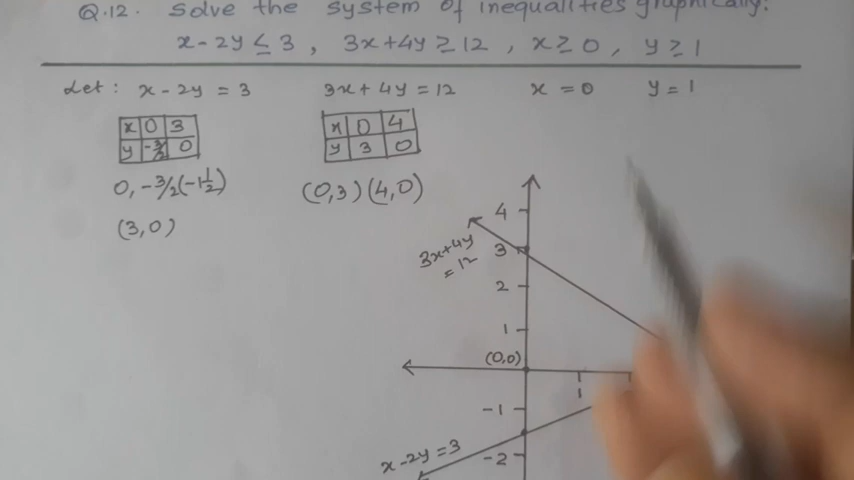 Q.12. Solve the system of inequalities graphically:
x-2y ≤ 3 , 3x+4y ≥ 12 , x ≥ 0 , y ≥ 1
Let : x - 2y = 3 3x + 4y = 12 x = 0 y = 1
x 0 3
y -3/2 0
x 0 4
y 3 0
0, -3/2 (-1 1/2)
(0,3) (4,0)
(3,0)
4
3x+4y
= 12
3
2
1
(0,0)
1
-1
x-2y=3
-2